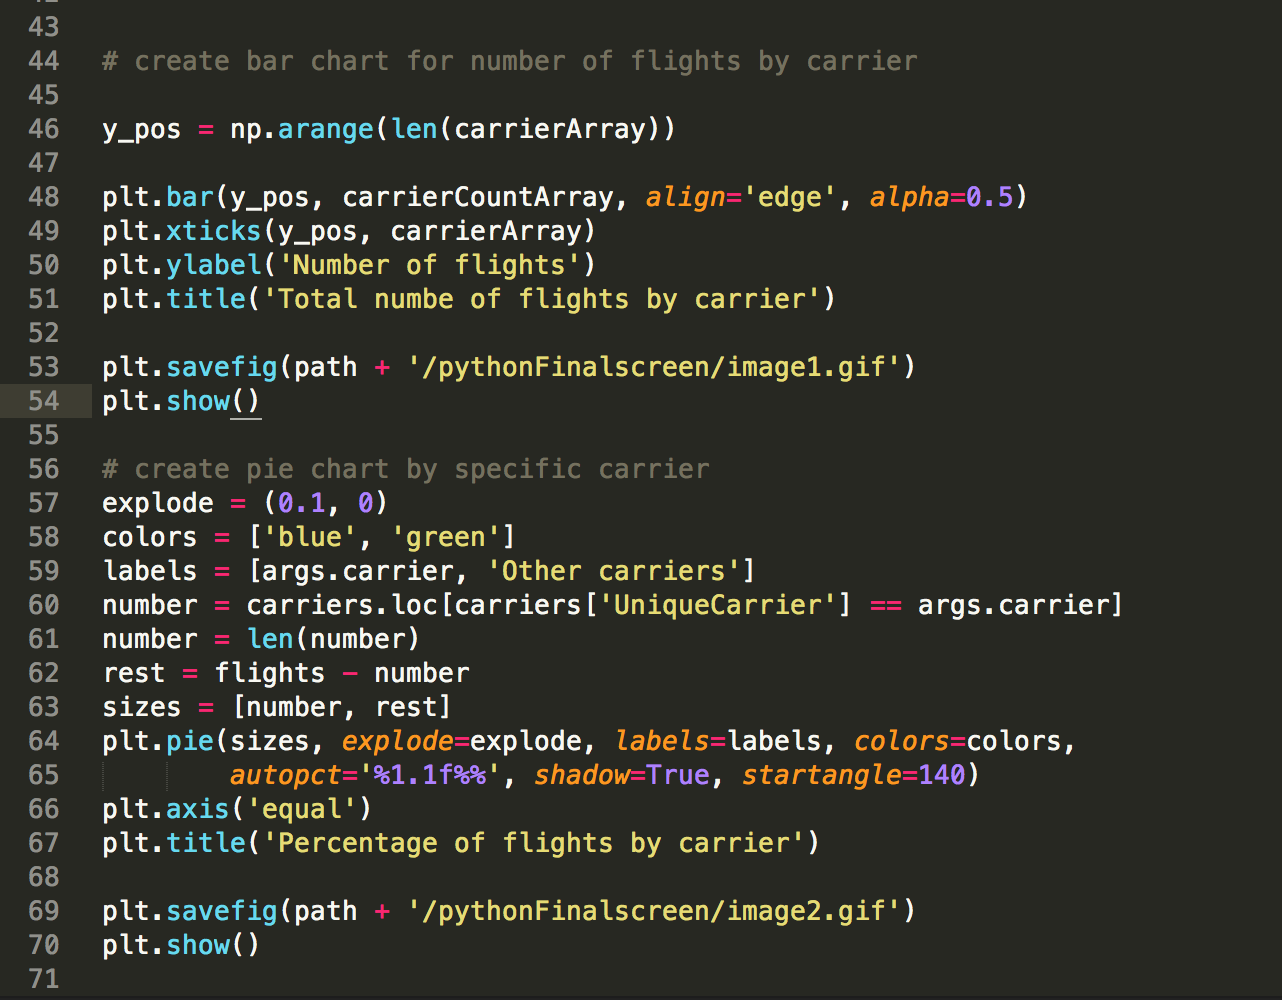 43
44 # create bar chart for number of flights by carrier
45
46 y_pos = np.arange(len(carrierArray))
47
48 plt.bar(y_pos, carrierCountArray, align='edge', alpha=0.5)
49 plt.xticks(y_pos, carrierArray)
50 plt.ylabel('Number of flights')
51 plt.title('Total numbe of flights by carrier')
52
53 plt.savefig(path + '/pythonFinalscreen/image1.gif')
54 plt.show()
55
56 # create pie chart by specific carrier
57 explode = (0.1, 0)
58 colors = ['blue', 'green']
59 labels = [args.carrier, 'Other carriers']
60 number = carriers.loc[carriers['UniqueCarrier'] == args.carrier]
61 number = len(number)
62 rest = flights - number
63 sizes = [number, rest]
64 plt.pie(sizes, explode=explode, labels=labels, colors=colors,
65         autopct='%1.1f%%', shadow=True, startangle=140)
66 plt.axis('equal')
67 plt.title('Percentage of flights by carrier')
68
69 plt.savefig(path + '/pythonFinalscreen/image2.gif')
70 plt.show()
71